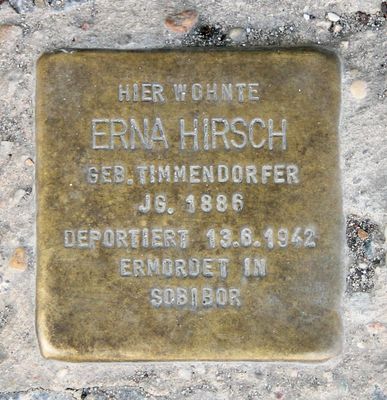 HIER WOHNTE
ERNA HIRSCH
GEB. TIMMENDORFER
JG. 1886
DEPORTIERT 13.6.1942
ERMORDET IN
SOBIBOR